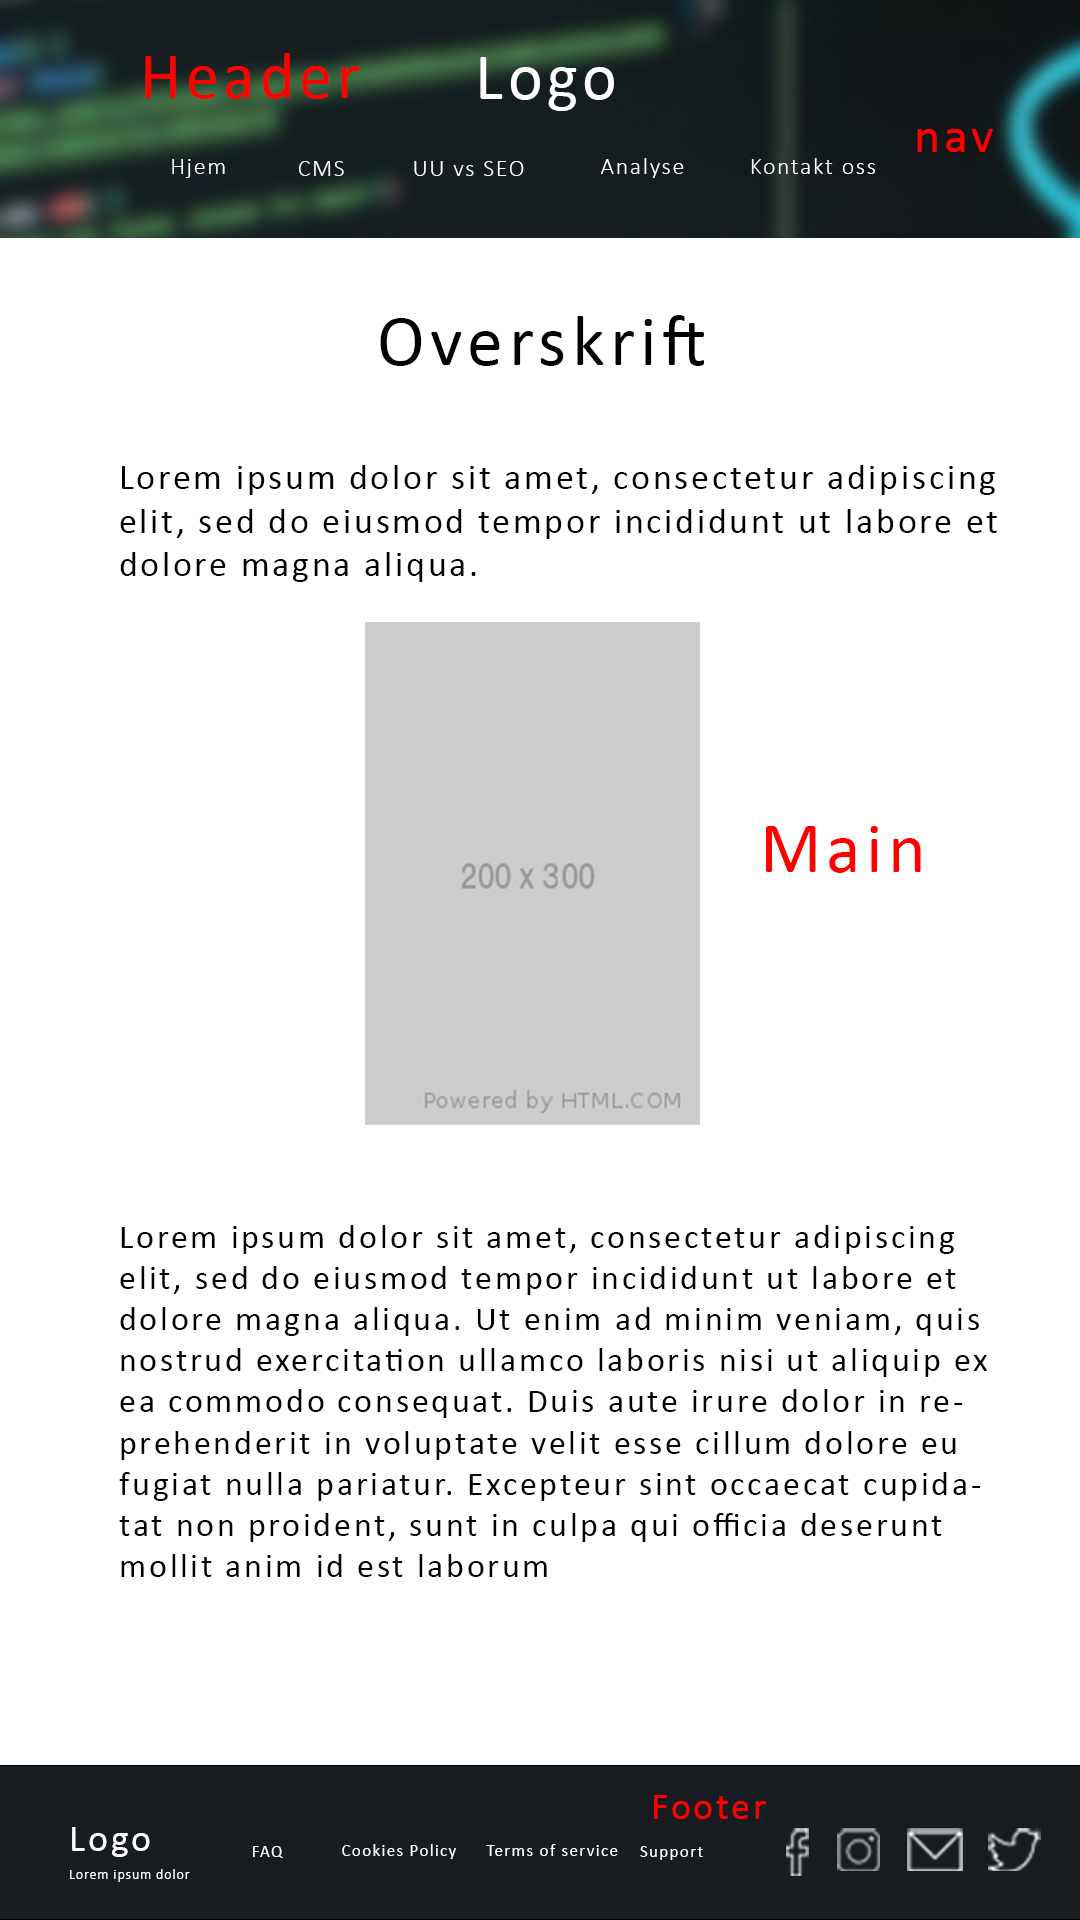 Header
Logo
nav
Hjem CMS UU vs SEO Analyse Kontakt oss
Overskrift
Lorem ipsum dolor sit amet, consectetur adipiscing
elit, sed do eiusmod tempor incididunt ut labore et
dolore magna aliqua.
200 x 300
Main
Powered by HTML.COM
Lorem ipsum dolor sit amet, consectetur adipiscing
elit, sed do eiusmod tempor incididunt ut labore et
dolore magna aliqua. Ut enim ad minim veniam, quis
nostrud exercitation ullamco laboris nisi ut aliquip ex
ea commodo consequat. Duis aute irure dolor in re-
prehenderit in voluptate velit esse cillum dolore eu
fugiat nulla pariatur. Excepteur sint occaecat cupida-
tat non proident, sunt in culpa qui officia deserunt
mollit anim id est laborum
Footer
Logo
Lorem ipsum dolor
FAQ Cookies Policy Terms of service Support